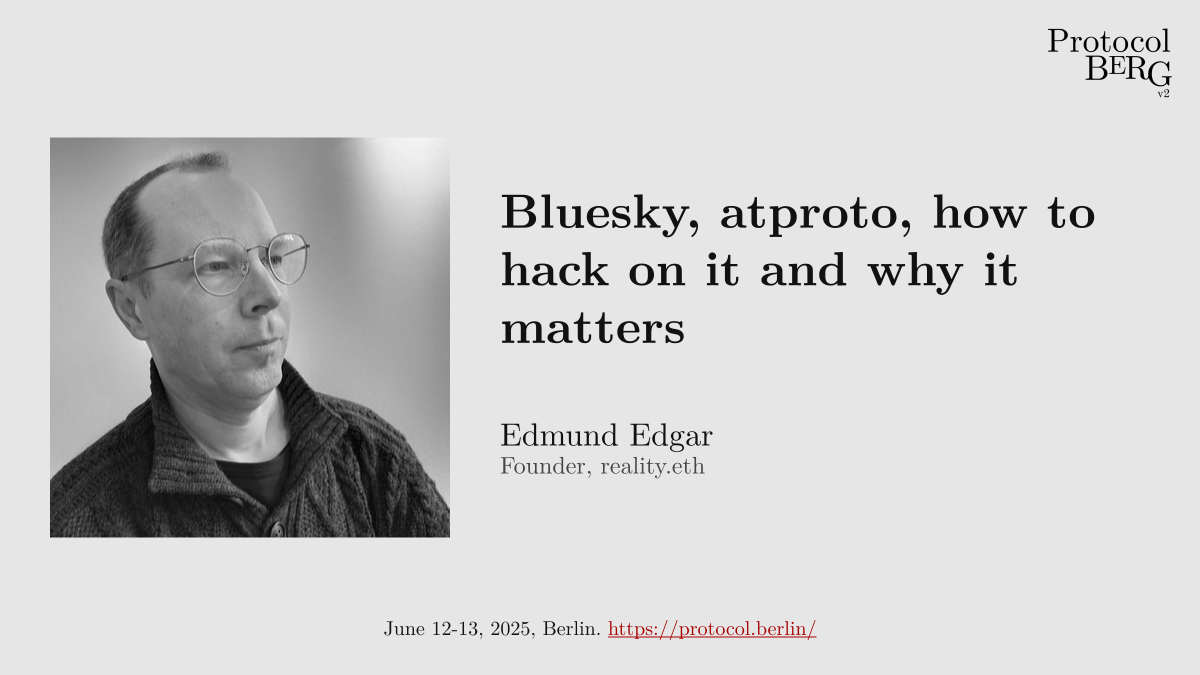 Protocol
BERG
v2
Bluesky, atproto, how to
hack on it and why it
matters
Edmund Edgar
Founder, reality.eth
June 12-13, 2025, Berlin. https://protocol.berlin/